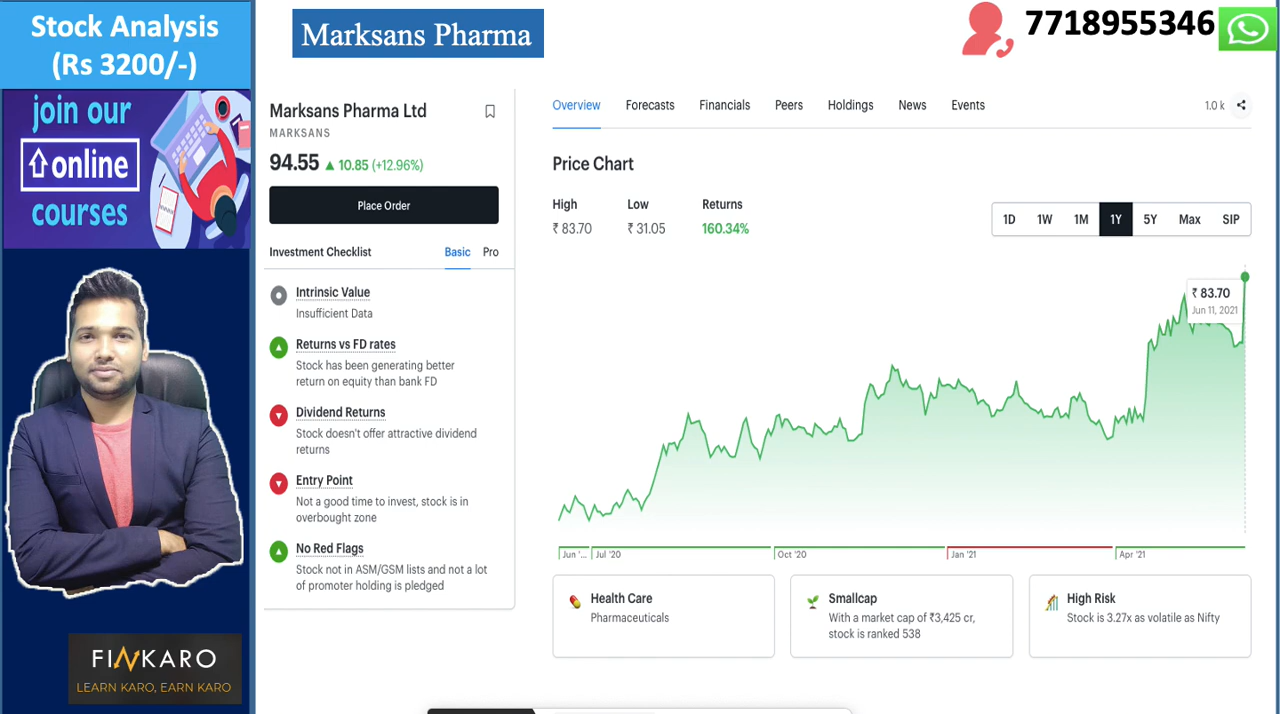 Stock Analysis
(Rs 3200/-)
join our
online
courses
FINKARO
LEARN KARO, EARN KARO
Marksans Pharma
7718955346
Marksans Pharma Ltd
MARKSANS
94.55 ▲ 10.85 (+12.96%)
Place Order
Investment Checklist Basic Pro
Intrinsic Value
Insufficient Data
Returns vs FD rates
Stock has been generating better
return on equity than bank FD
Dividend Returns
Stock doesn't offer attractive dividend
returns
Entry Point
Not a good time to invest, stock is in
overbought zone
No Red Flags
Stock not in ASM/GSM lists and not a lot
of promoter holding is pledged
Overview Forecasts Financials Peers Holdings News Events 1.0 k
Price Chart
High Low Returns
₹ 83.70 ₹ 31.05 160.34%
1D 1W 1M 1Y 5Y Max SIP
₹ 83.70
Jun 11, 2021
Jun '... Jul '20 Oct '20 Jan '21 Apr '21
Health Care
Pharmaceuticals
Smallcap
With a market cap of ₹3,425 cr,
stock is ranked 538
High Risk
Stock is 3.27x as volatile as Nifty